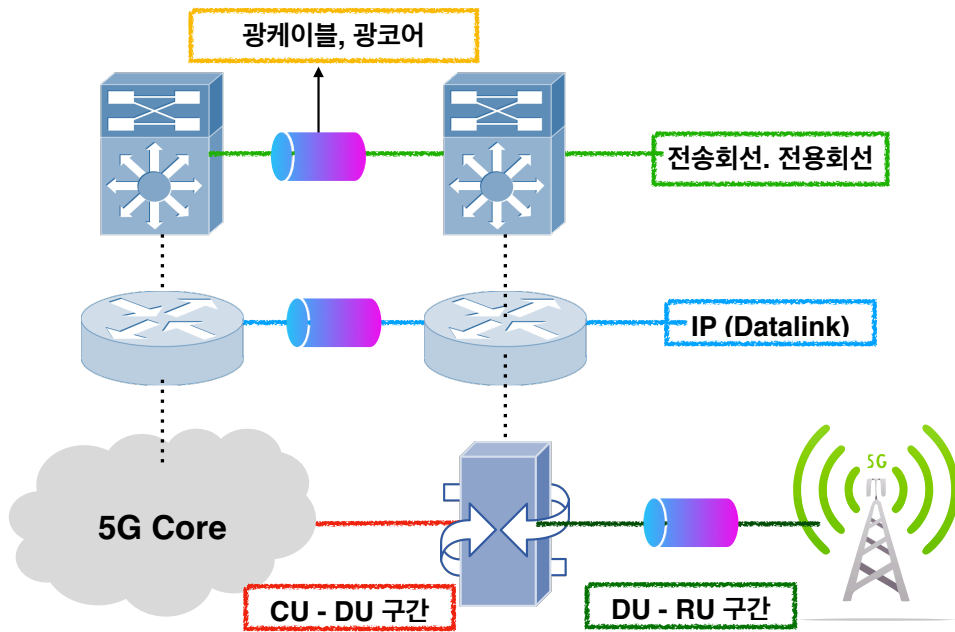 광케이블, 광코어
전송회선. 전용회선
IP (Datalink)
5G
5G Core
CU - DU 구간
DU - RU 구간